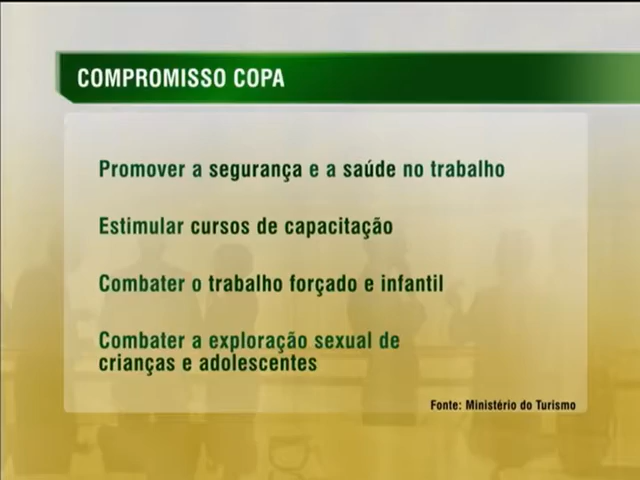 COMPROMISSO COPA
Promover a segurança e a saúde no trabalho
Estimular cursos de capacitação
Combater o trabalho forçado e infantil
Combater a exploração sexual de
crianças e adolescentes
Fonte: Ministério do Turismo